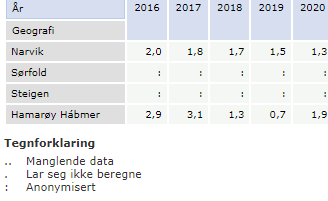 År 2016 2017 2018 2019 2020
Geografi
Narvik 2,0 1,8 1,7 1,5 1,3
Sørfold : : : : :
Steigen : : : : :
Hamarøy Hábmer 2,9 3,1 1,3 0,7 1,9
Tegnforklaring
.. Manglende data
. Lar seg ikke beregne
: Anonymisert